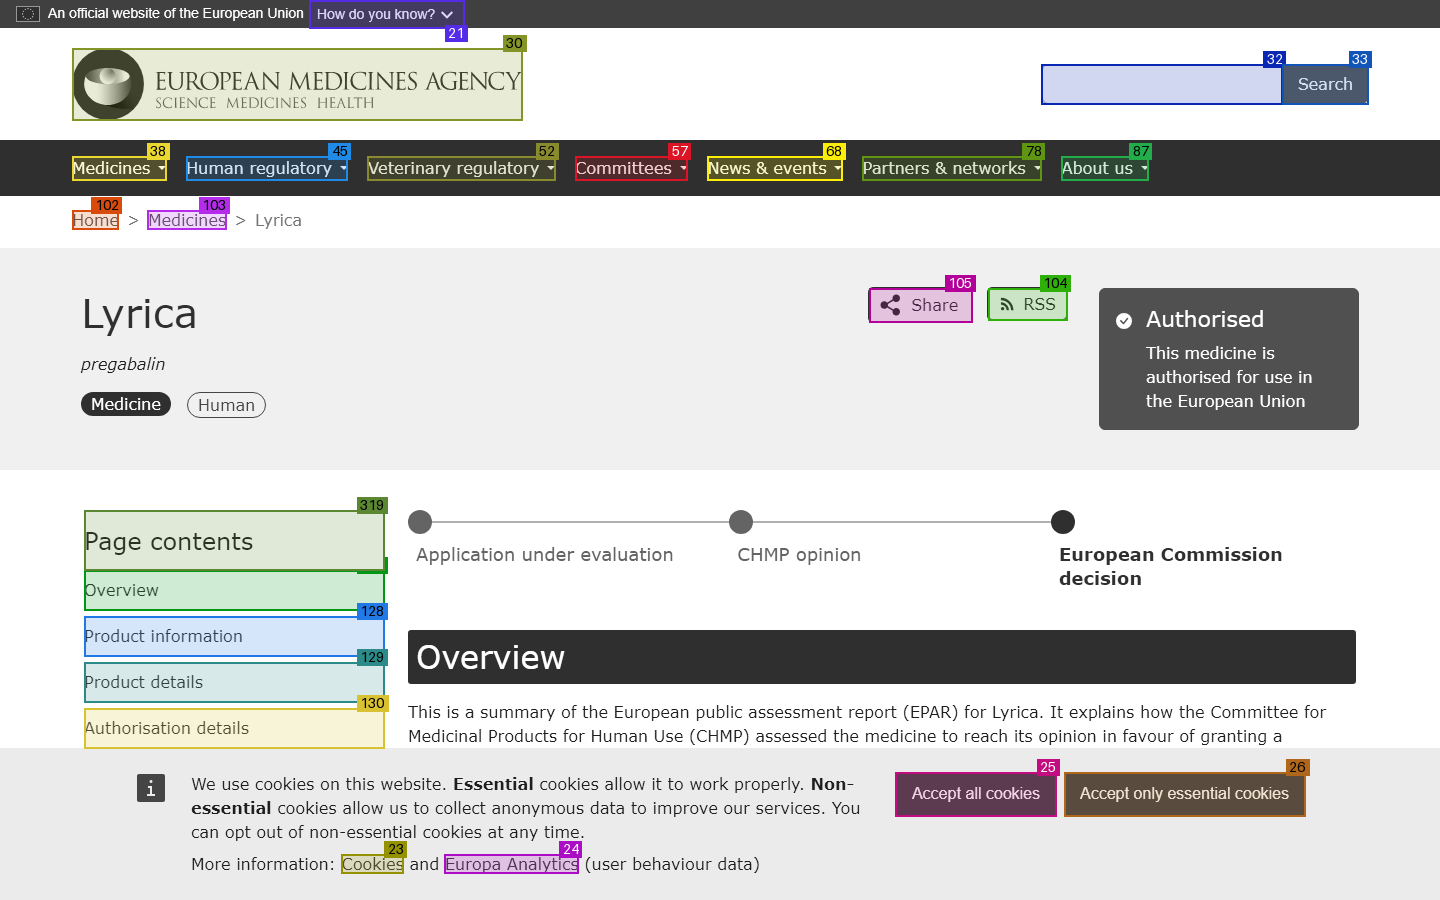 An official website of the European Union
How do you know?
21
30
EUROPEAN MEDICINES AGENCY
SCIENCE MEDICINES HEALTH
32
33
Search
38
45
52
57
68
78
87
Medicines
Human regulatory
Veterinary regulatory
Committees
News & events
Partners & networks
About us
102
103
Home > Medicines > Lyrica
105
104
Lyrica
Share
RSS
Authorised
This medicine is
authorised for use in
the European Union
pregabalin
Medicine
Human
319
Page contents
Overview
128
Product information
129
Product details
130
Authorisation details
Application under evaluation
CHMP opinion
European Commission
decision
Overview
This is a summary of the European public assessment report (EPAR) for Lyrica. It explains how the Committee for
Medicinal Products for Human Use (CHMP) assessed the medicine to reach its opinion in favour of granting a
We use cookies on this website. Essential cookies allow it to work properly. Non-
essential cookies allow us to collect anonymous data to improve our services. You
can opt out of non-essential cookies at any time.
23
24
More information: Cookies and Europa Analytics (user behaviour data)
25
26
Accept all cookies
Accept only essential cookies